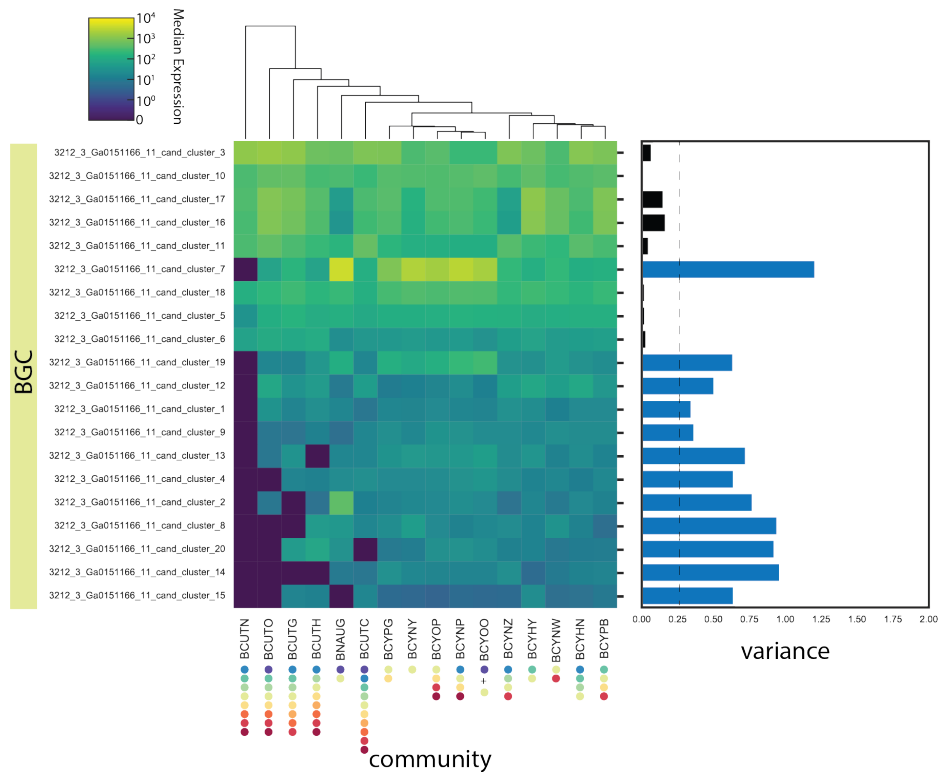 10⁴
10³
10²
10¹
10⁰
0
Median Expression
BGC
3212_3_Ga0151166_11_cand_cluster_3
3212_3_Ga0151166_11_cand_cluster_10
3212_3_Ga0151166_11_cand_cluster_17
3212_3_Ga0151166_11_cand_cluster_16
3212_3_Ga0151166_11_cand_cluster_11
3212_3_Ga0151166_11_cand_cluster_7
3212_3_Ga0151166_11_cand_cluster_18
3212_3_Ga0151166_11_cand_cluster_5
3212_3_Ga0151166_11_cand_cluster_6
3212_3_Ga0151166_11_cand_cluster_19
3212_3_Ga0151166_11_cand_cluster_12
3212_3_Ga0151166_11_cand_cluster_1
3212_3_Ga0151166_11_cand_cluster_9
3212_3_Ga0151166_11_cand_cluster_13
3212_3_Ga0151166_11_cand_cluster_4
3212_3_Ga0151166_11_cand_cluster_2
3212_3_Ga0151166_11_cand_cluster_8
3212_3_Ga0151166_11_cand_cluster_20
3212_3_Ga0151166_11_cand_cluster_14
3212_3_Ga0151166_11_cand_cluster_15
BCUTN
BCUTO
BCUTG
BCUTH
BNAUG
BCUTC
BCYPG
BCYNY
BCYOP
BCYNP
BCYOO
BCYNZ
BCYHY
BCYNW
BCYHN
BCYPB
+
community
0.00 0.25 0.50 0.75 1.00 1.25 1.50 1.75 2.00
variance